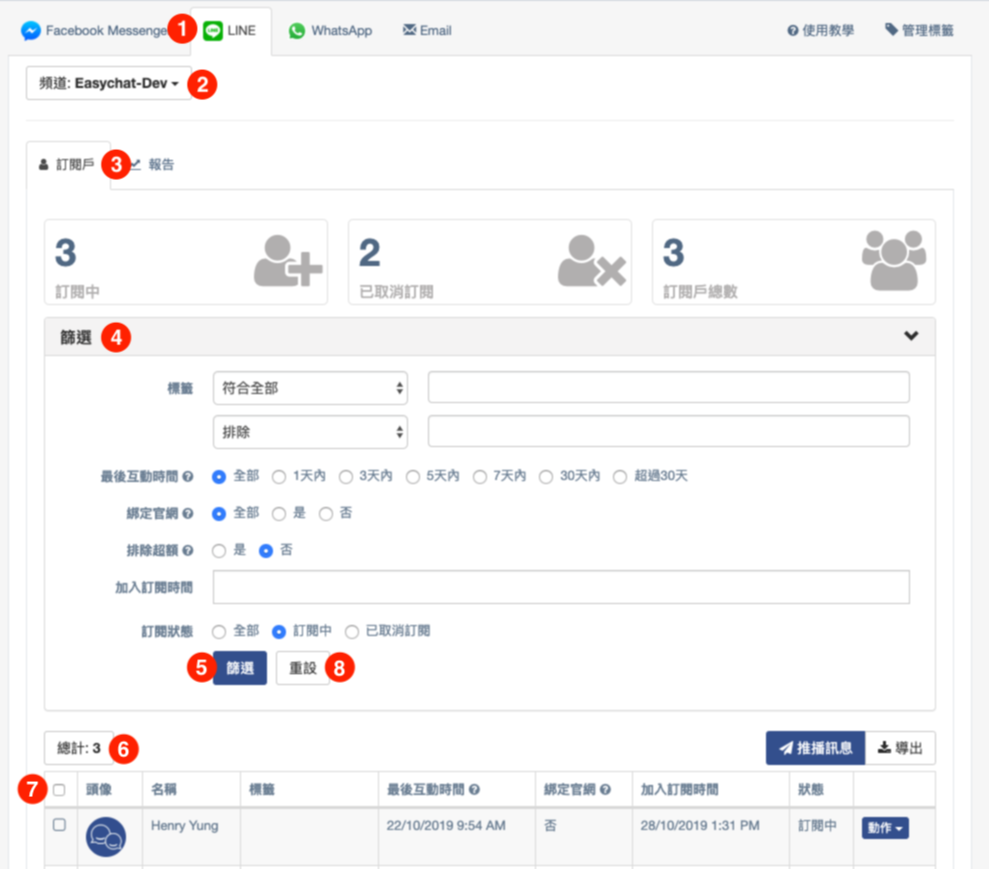 Facebook Messenge 1 LINE WhatsApp Email 使用教學 管理標籤
頻道: Easychat-Dev 2
訂閱戶 3 報告
3 2 3
訂閱中 已取消訂閱 訂閱戶總數
篩選 4
標籤 符合全部
排除
最後互動時間 全部 1天內 3天內 5天內 7天內 30天內 超過30天
綁定官網 全部 是 否
排除超額 是 否
加入訂閱時間
訂閱狀態 全部 訂閱中 已取消訂閱
5 篩選 重設 8
總計: 3 6 推播訊息 導出
7 頭像 名稱 標籤 最後互動時間 綁定官網 加入訂閱時間 狀態
Henry Yung 22/10/2019 9:54 AM 否 28/10/2019 1:31 PM 訂閱中 動作